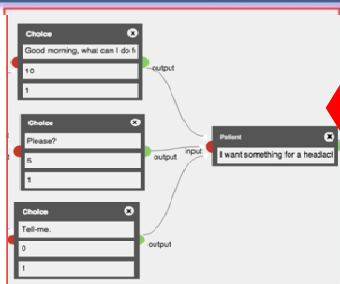 Choice
Good morning, what can I do f
10
1
output
Choice
Please?
5
1
output
Choice
Tell-me.
0
1
output
input
Patient
I want something for a headac